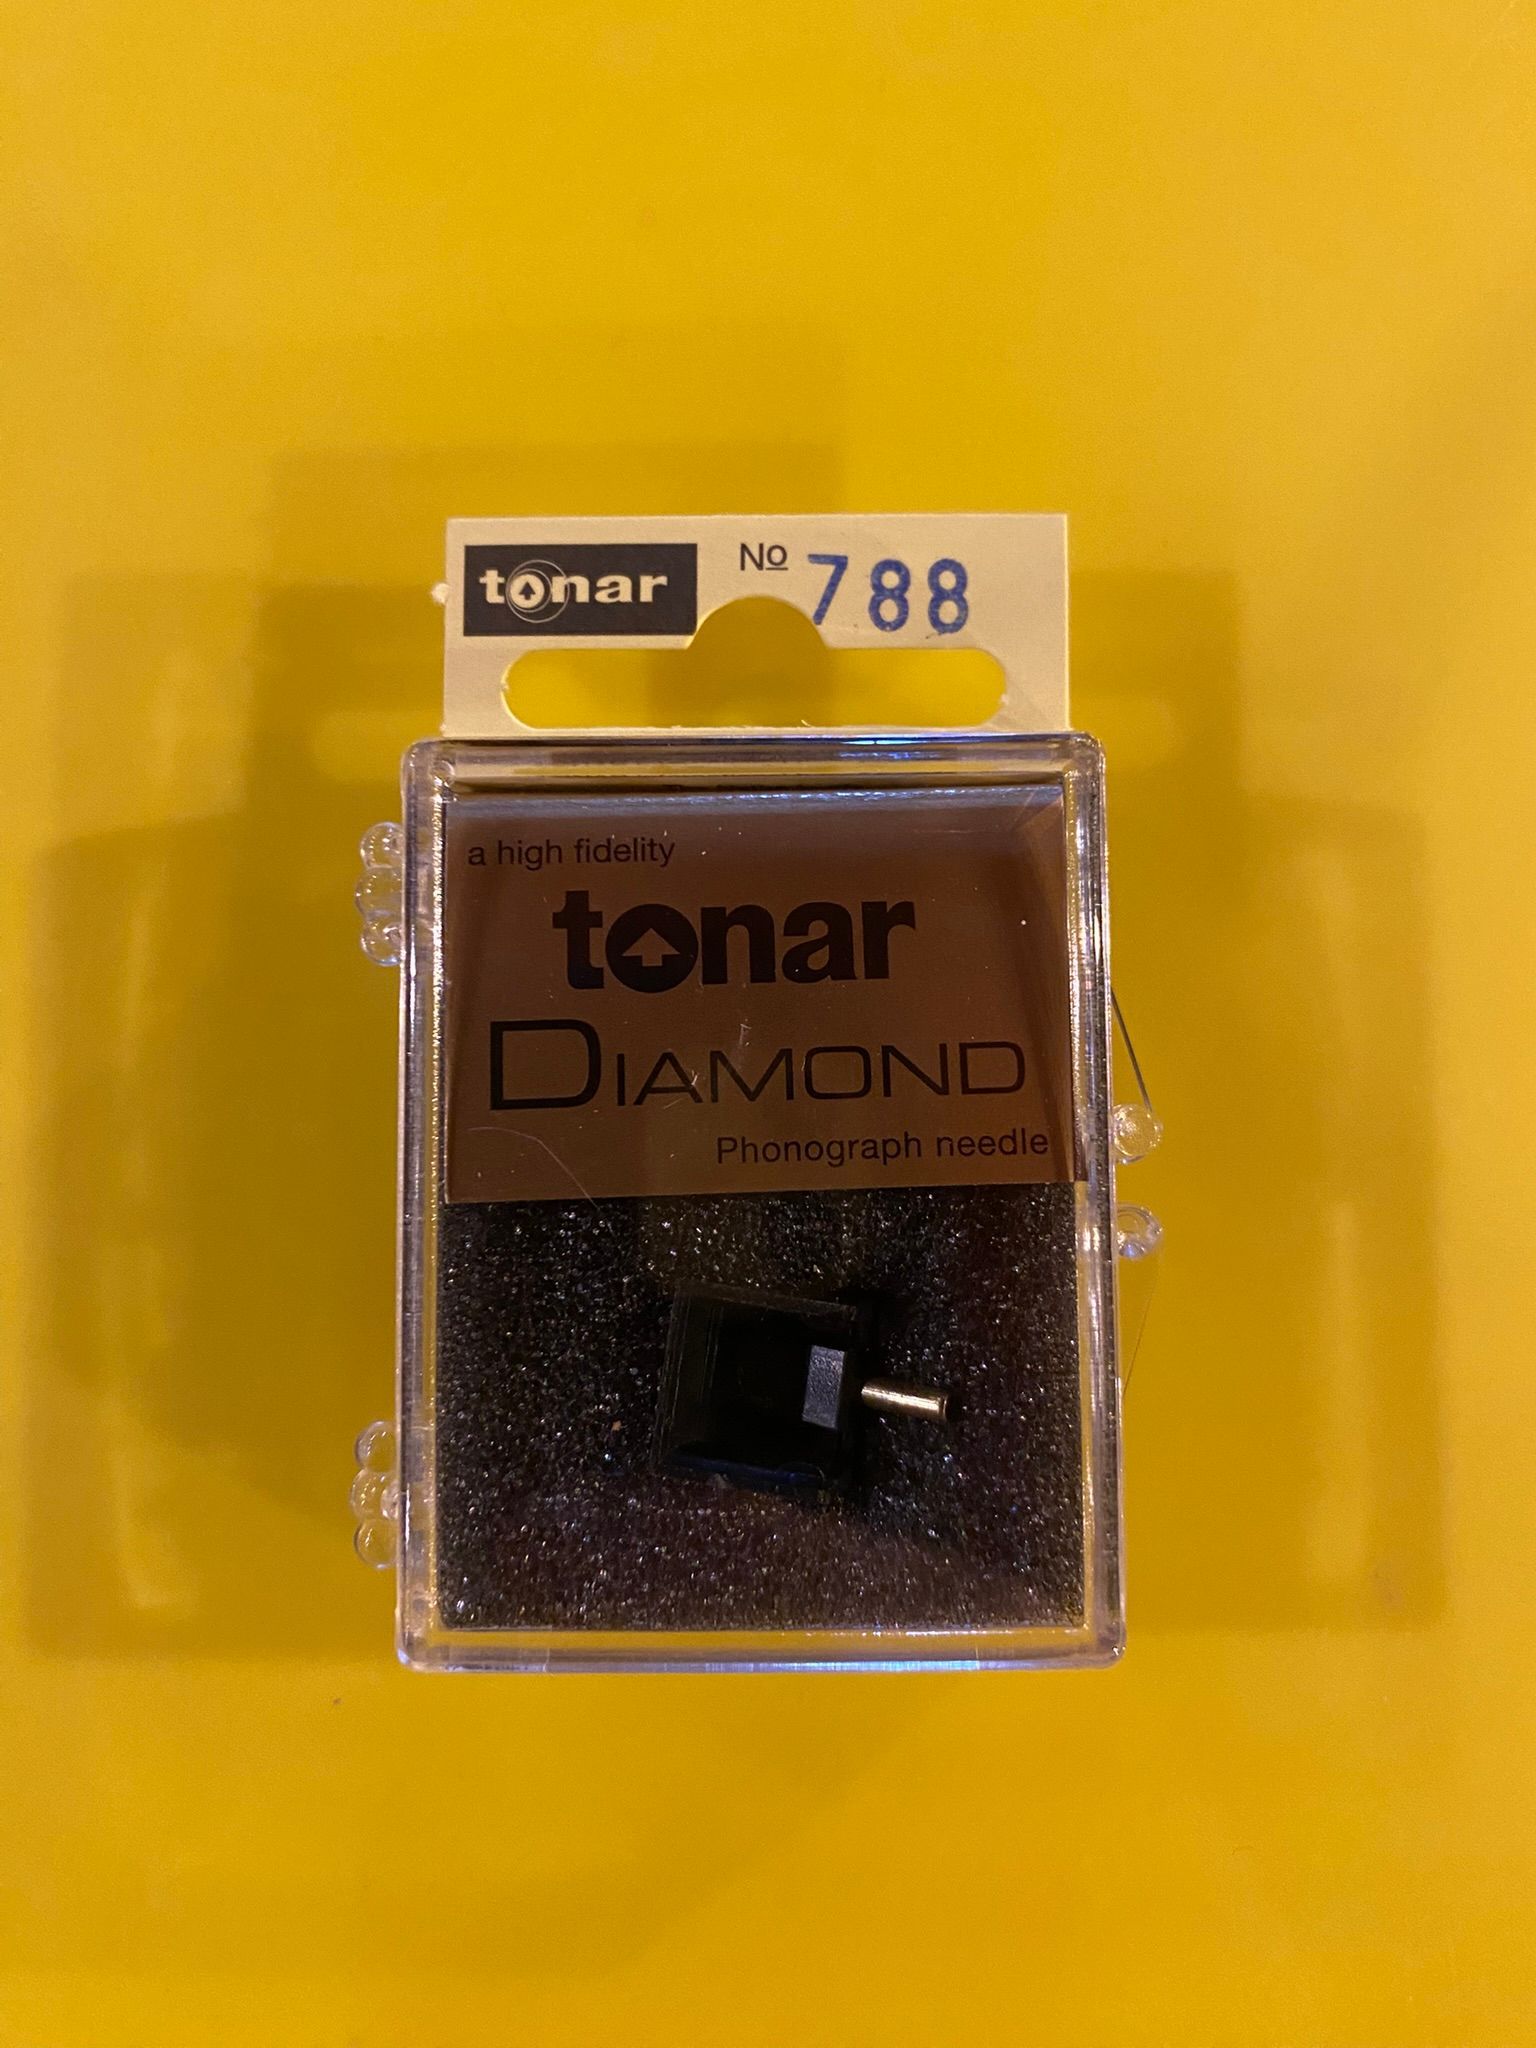 tonar Nº 788
a high fidelity
tonar
DIAMOND
Phonograph needle